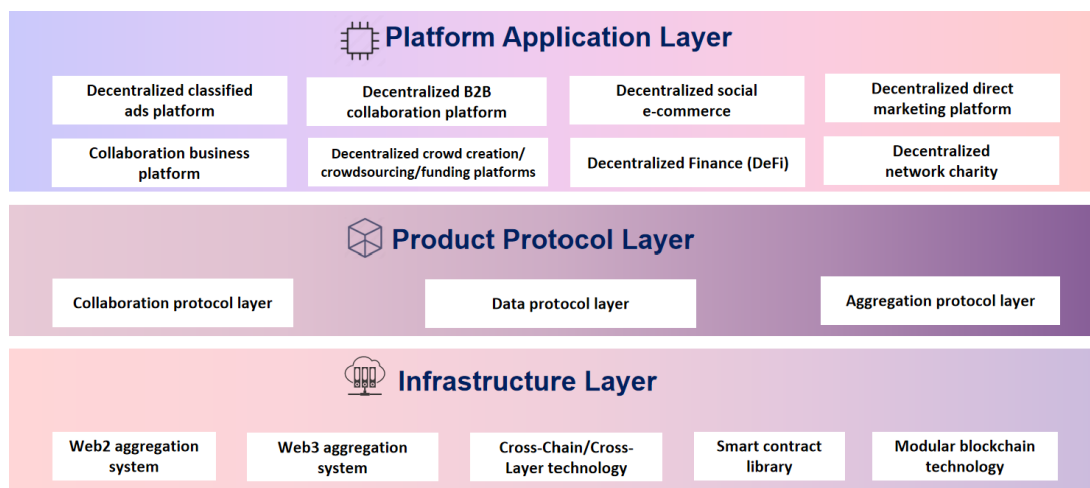 Platform Application Layer
Decentralized classified
ads platform
Decentralized B2B
collaboration platform
Decentralized social
e-commerce
Decentralized direct
marketing platform
Collaboration business
platform
Decentralized crowd creation/
crowdsourcing/funding platforms
Decentralized Finance (DeFi)
Decentralized
network charity
Product Protocol Layer
Collaboration protocol layer
Data protocol layer
Aggregation protocol layer
Infrastructure Layer
Web2 aggregation
system
Web3 aggregation
system
Cross-Chain/Cross-
Layer technology
Smart contract
library
Modular blockchain
technology